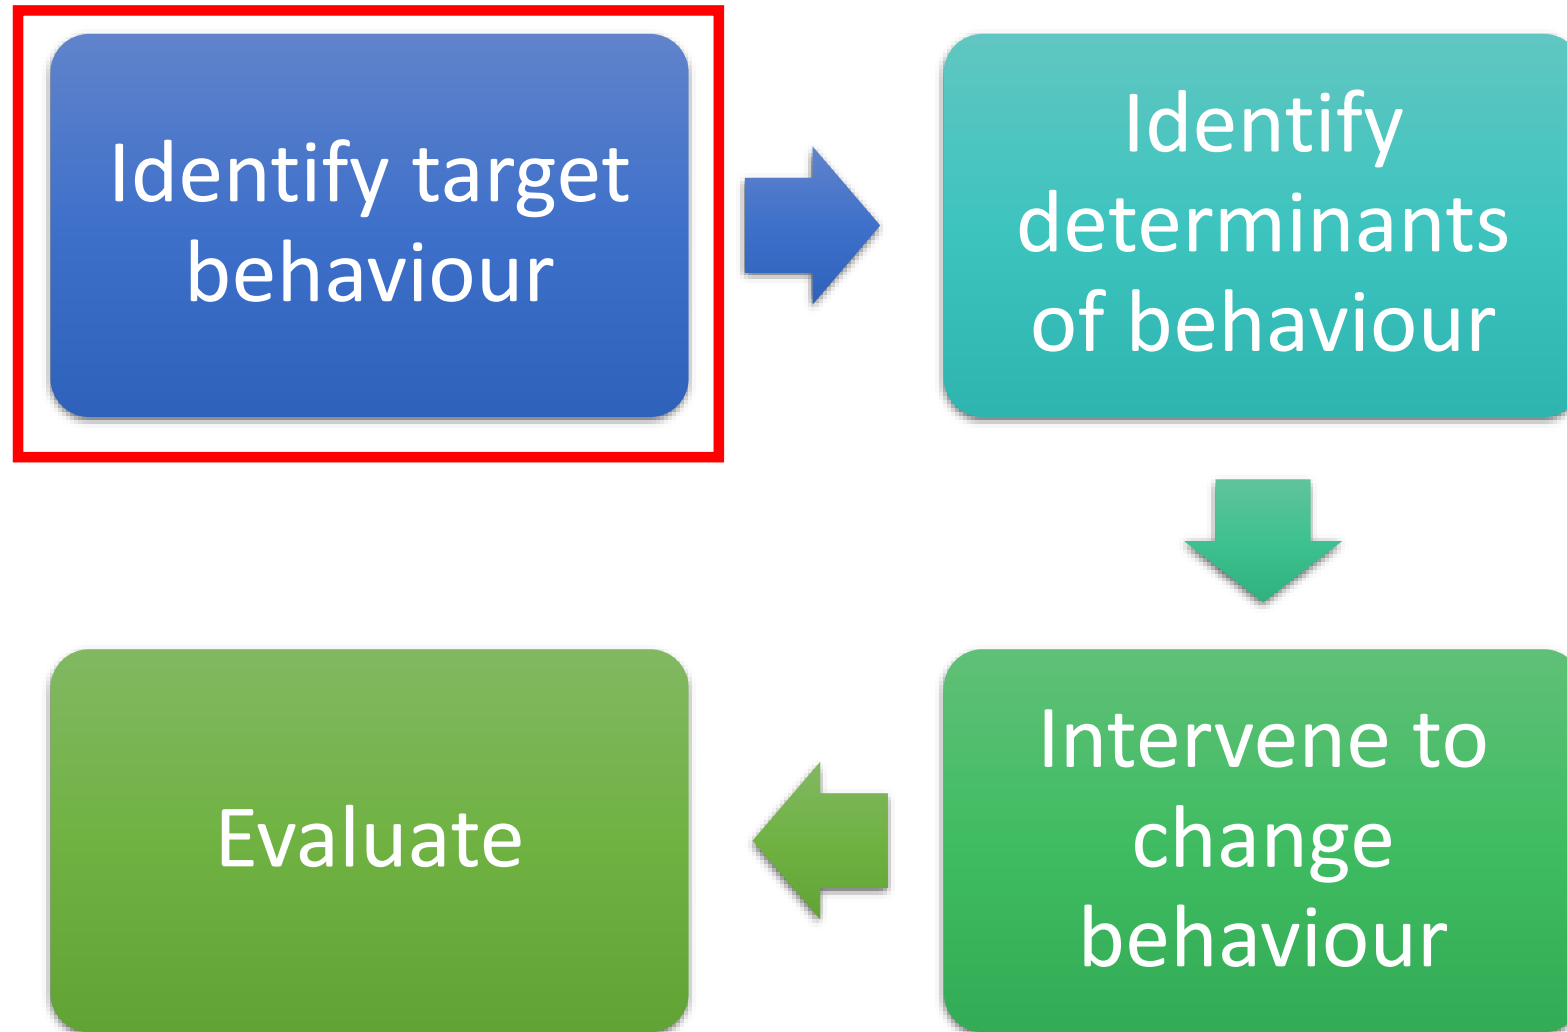 Identify target
behaviour
Identify
determinants
of behaviour
Intervene to
change
behaviour
Evaluate